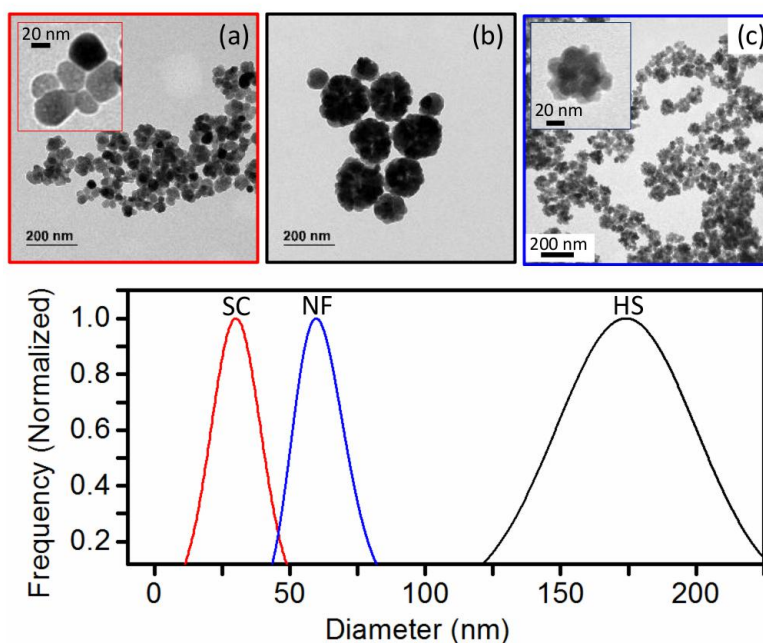 20 nm
(a)
200 nm
(b)
200 nm
(c)
20 nm
200 nm
SC NF HS
1.0
0.8
0.6
0.4
0.2
Frequency (Normalized)
0 50 100 150 200
Diameter (nm)